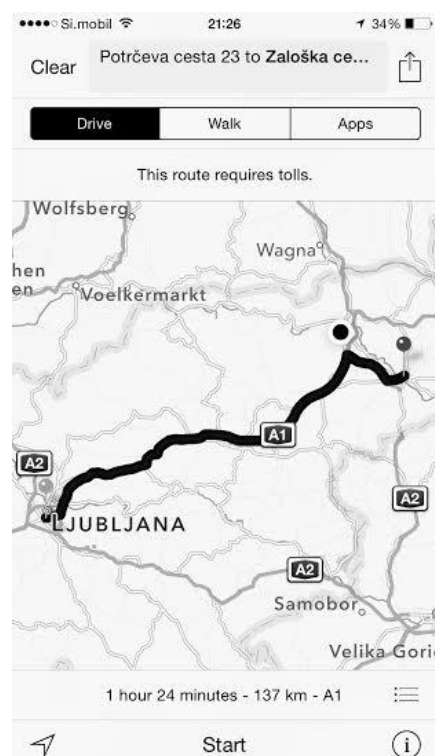 Si.mobil 21:26 34%
Clear Potrčeva cesta 23 to Zaloška ce...
Drive Walk Apps
This route requires tolls.
Wolfsberg
Wagna
hen
en
Voelkermarkt
A1
A2
LJUBLJANA
A2
A2
Samobor
Velika Gori
1 hour 24 minutes - 137 km - A1
Start